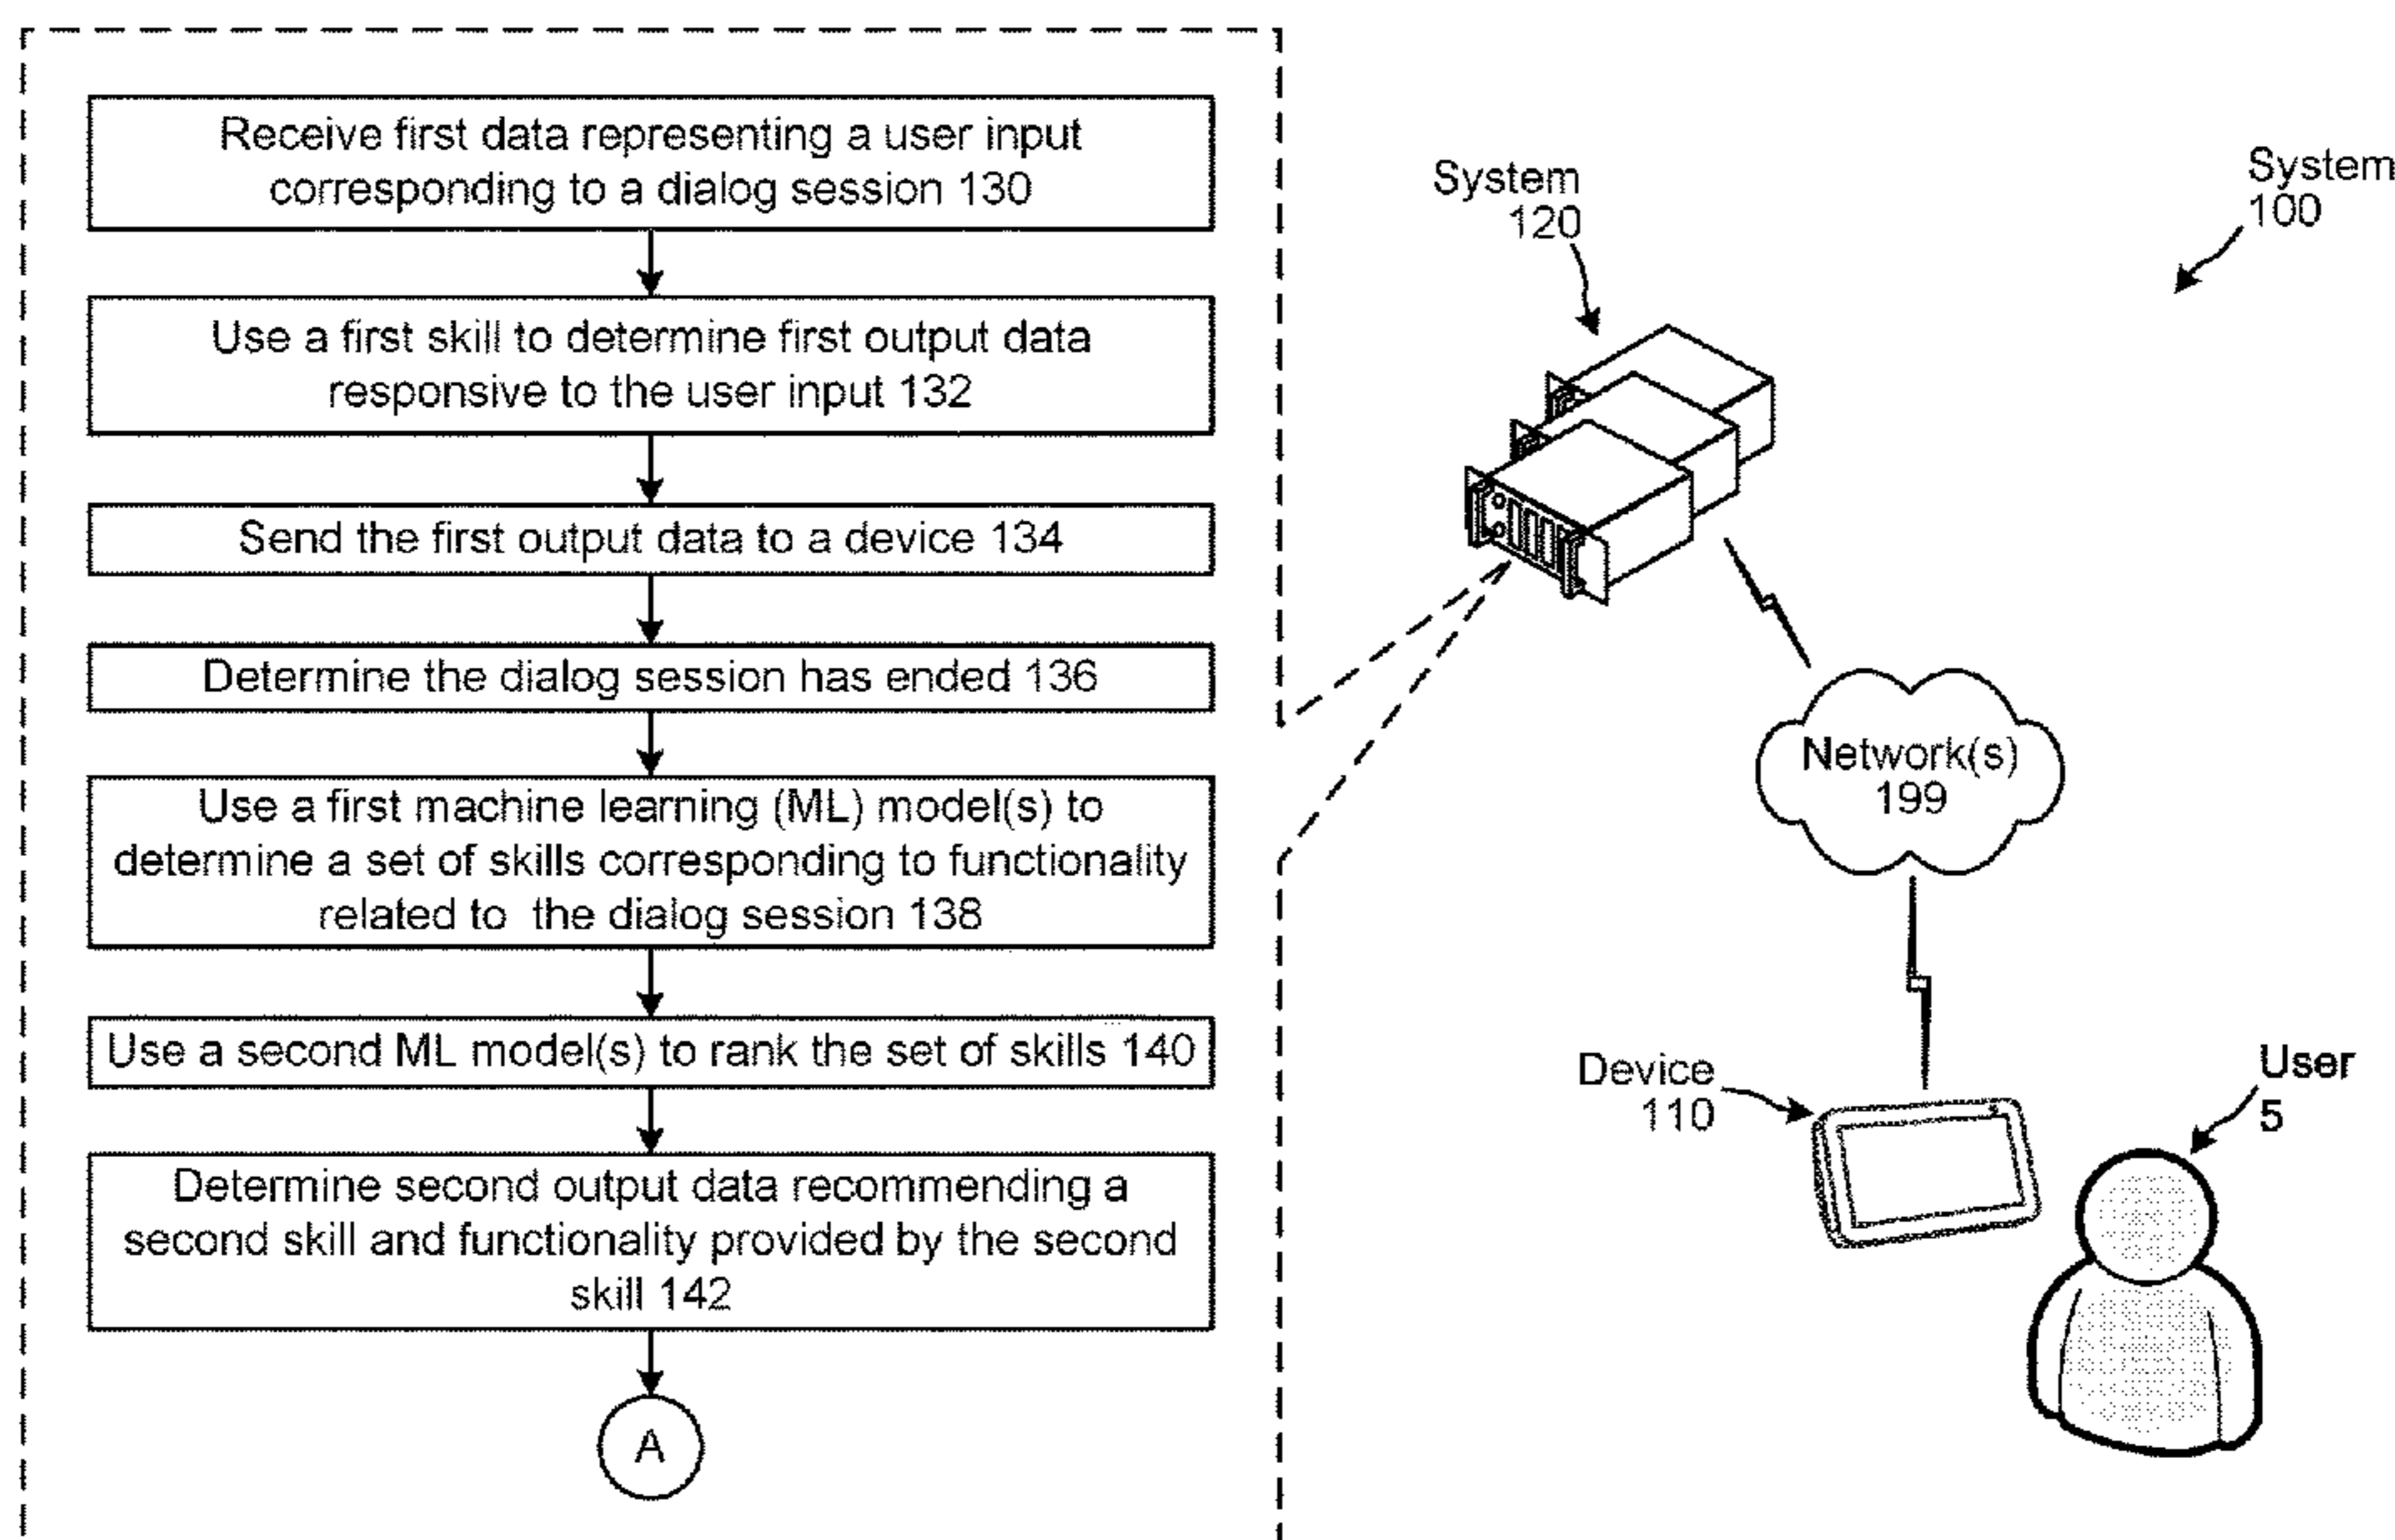 Receive first data representing a user input
corresponding to a dialog session 130
Use a first skill to determine first output data
responsive to the user input 132
Send the first output data to a device 134
Determine the dialog session has ended 136
Use a first machine learning (ML) model(s) to
determine a set of skills corresponding to functionality
related to the dialog session 138
Use a second ML model(s) to rank the set of skills 140
Determine second output data recommending a
second skill and functionality provided by the second
skill 142
A
System
120
System
100
Network(s)
199
Device
110
User
5